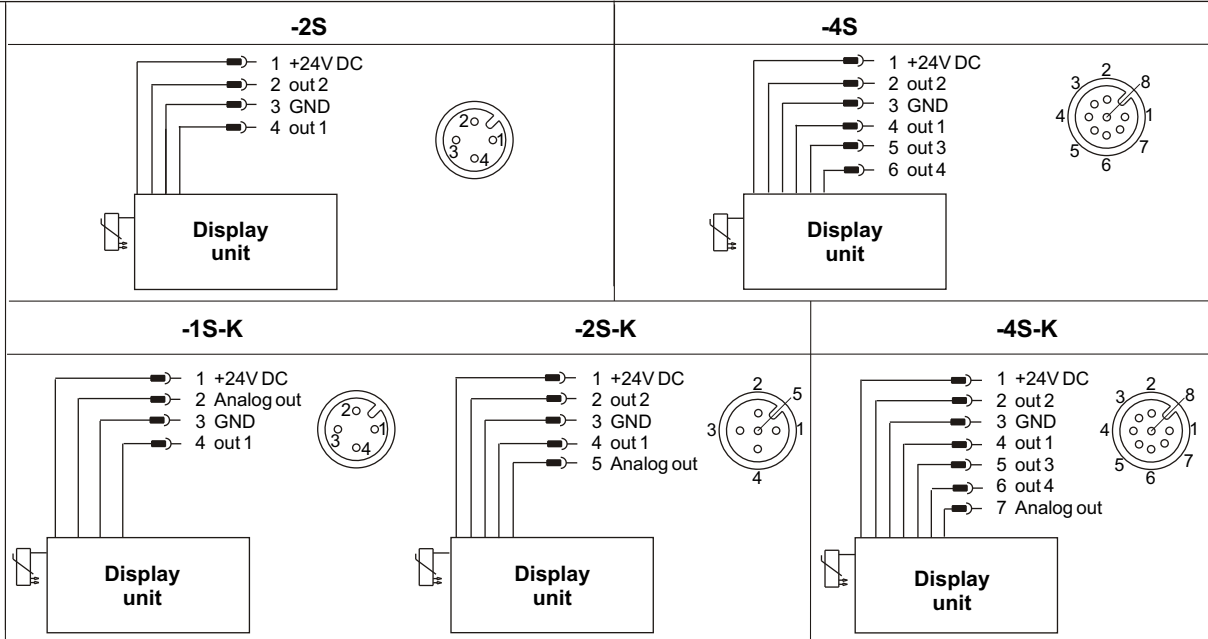 -2S
1 +24V DC
2 out 2
3 GND
4 out 1
2
1
3
4
Display
unit
-4S
1 +24V DC
2 out 2
3 GND
4 out 1
5 out 3
6 out 4
2
3
8
4
1
5
7
6
Display
unit
-1S-K
1 +24V DC
2 Analog out
3 GND
4 out 1
2
3
1
4
Display
unit
-2S-K
1 +24V DC
2 out 2
3 GND
4 out 1
5 Analog out
2
5
3
1
4
Display
unit
-4S-K
1 +24V DC
2 out 2
3 GND
4 out 1
5 out 3
6 out 4
7 Analog out
2
3
8
4
1
5
7
6
Display
unit